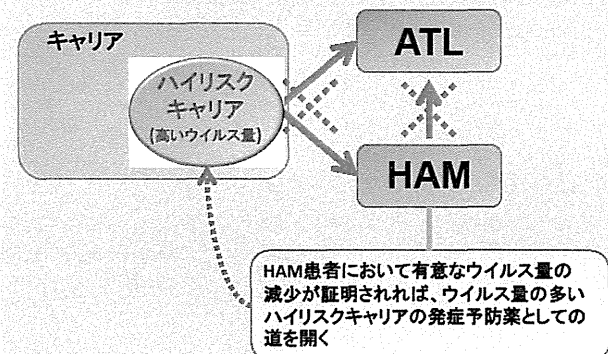 キャリア
ハイリスク
キャリア
(高いウイルス量)
ATL
HAM
HAM患者において有意なウイルス量の
減少が証明されれば、ウイルス量の多い
ハイリスクキャリアの発症予防薬としての
道を開く